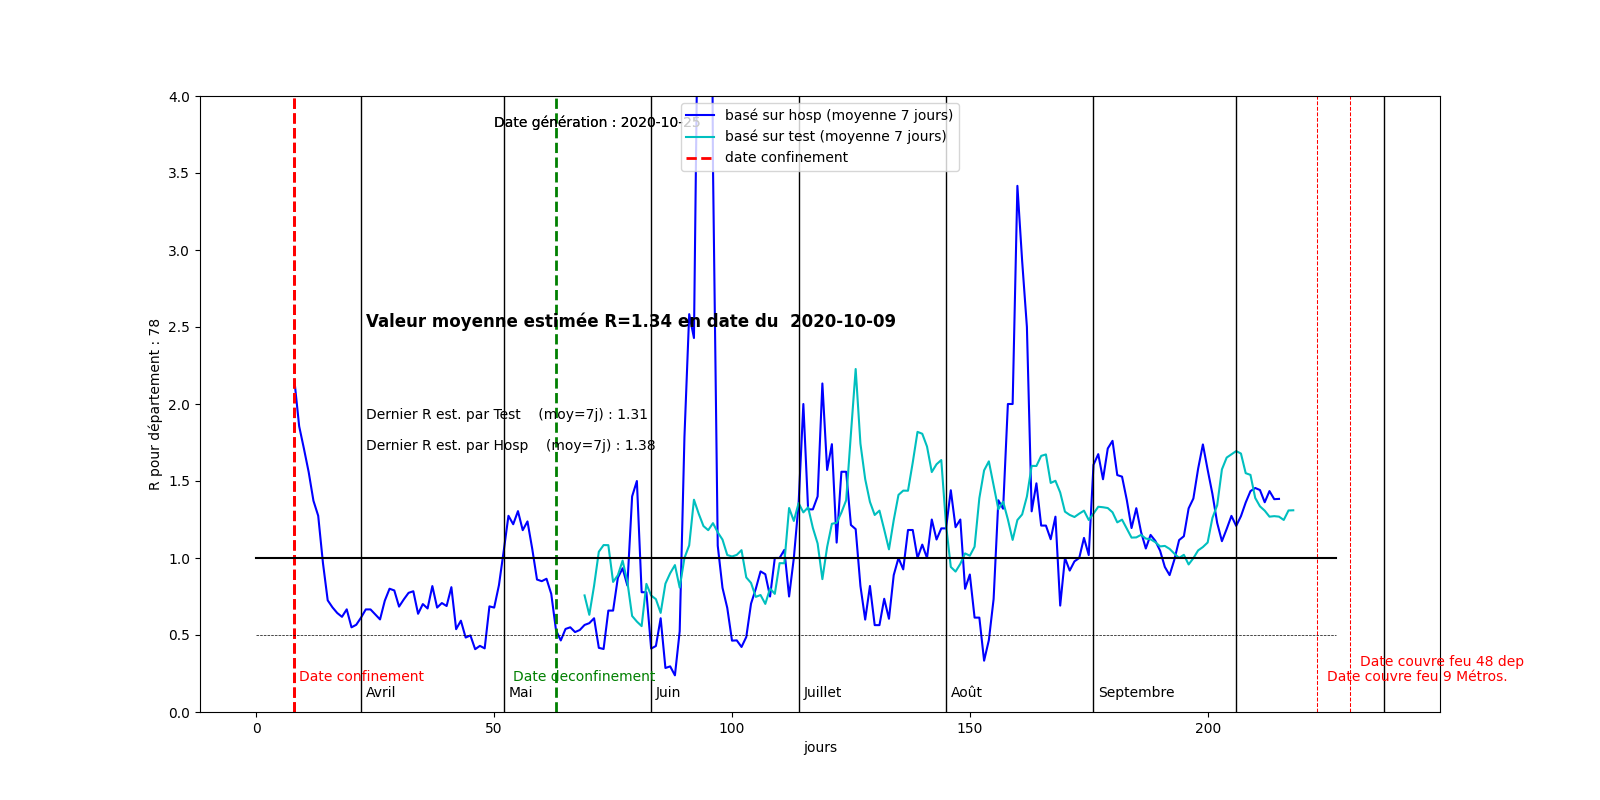 4.0
Date génération : 2020-10-25
basé sur hosp (moyenne 7 jours)
basé sur test (moyenne 7 jours)
date confinement
3.5
3.0
2.5
Valeur moyenne estimée R=1.34 en date du  2020-10-09
2.0
Dernier R est. par Test    (moy=7j) : 1.31
Dernier R est. par Hosp    (moy=7j) : 1.38
1.5
1.0
0.5
0.0
R pour département : 78
Date couvre feu 48 dep
Date confinement
Date deconfinement
Date couvre feu 9 Métros.
Avril
Mai
Juin
Juillet
Août
Septembre
0
50
100
150
200
jours